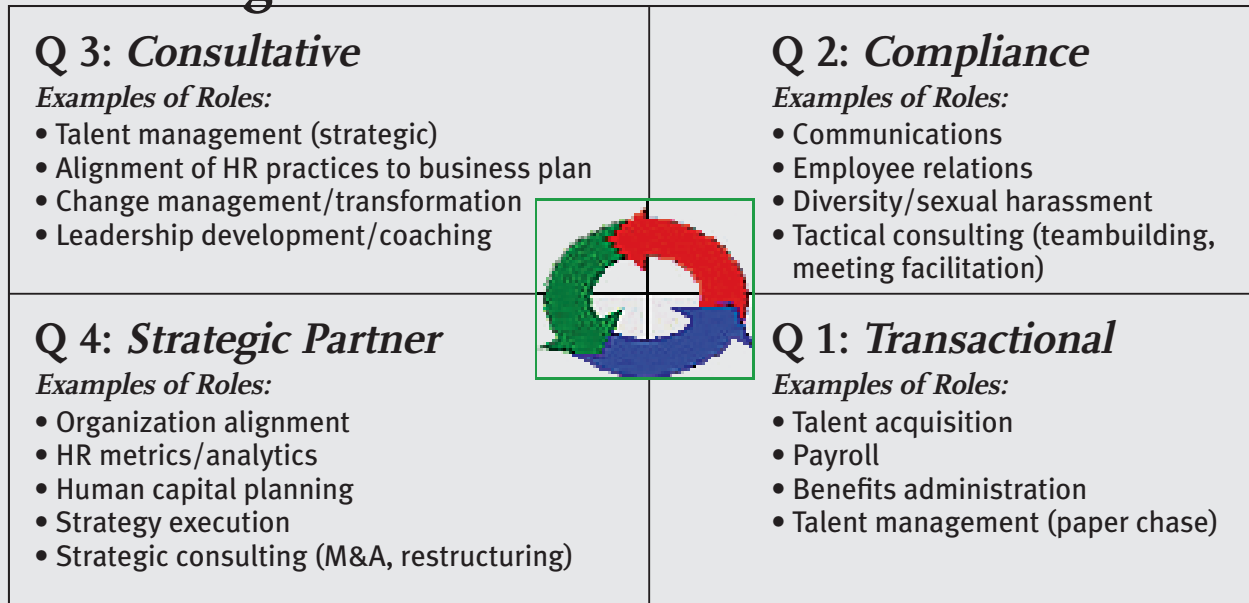 Q 3: Consultative
Examples of Roles:
• Talent management (strategic)
• Alignment of HR practices to business plan
• Change management/transformation
• Leadership development/coaching
Q 2: Compliance
Examples of Roles:
• Communications
• Employee relations
• Diversity/sexual harassment
• Tactical consulting (teambuilding,
meeting facilitation)
Q 4: Strategic Partner
Examples of Roles:
• Organization alignment
• HR metrics/analytics
• Human capital planning
• Strategy execution
• Strategic consulting (M&A, restructuring)
Q 1: Transactional
Examples of Roles:
• Talent acquisition
• Payroll
• Benefits administration
• Talent management (paper chase)